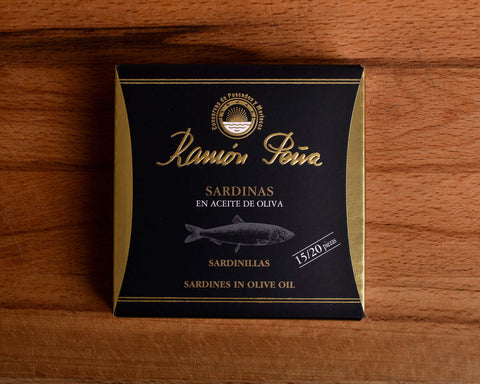 Conservas de Pescados y Mariscos
Ramón Peña
SARDINAS
EN ACEITE DE OLIVA
15/20 piezas
SARDINILLAS
SARDINES IN OLIVE OIL